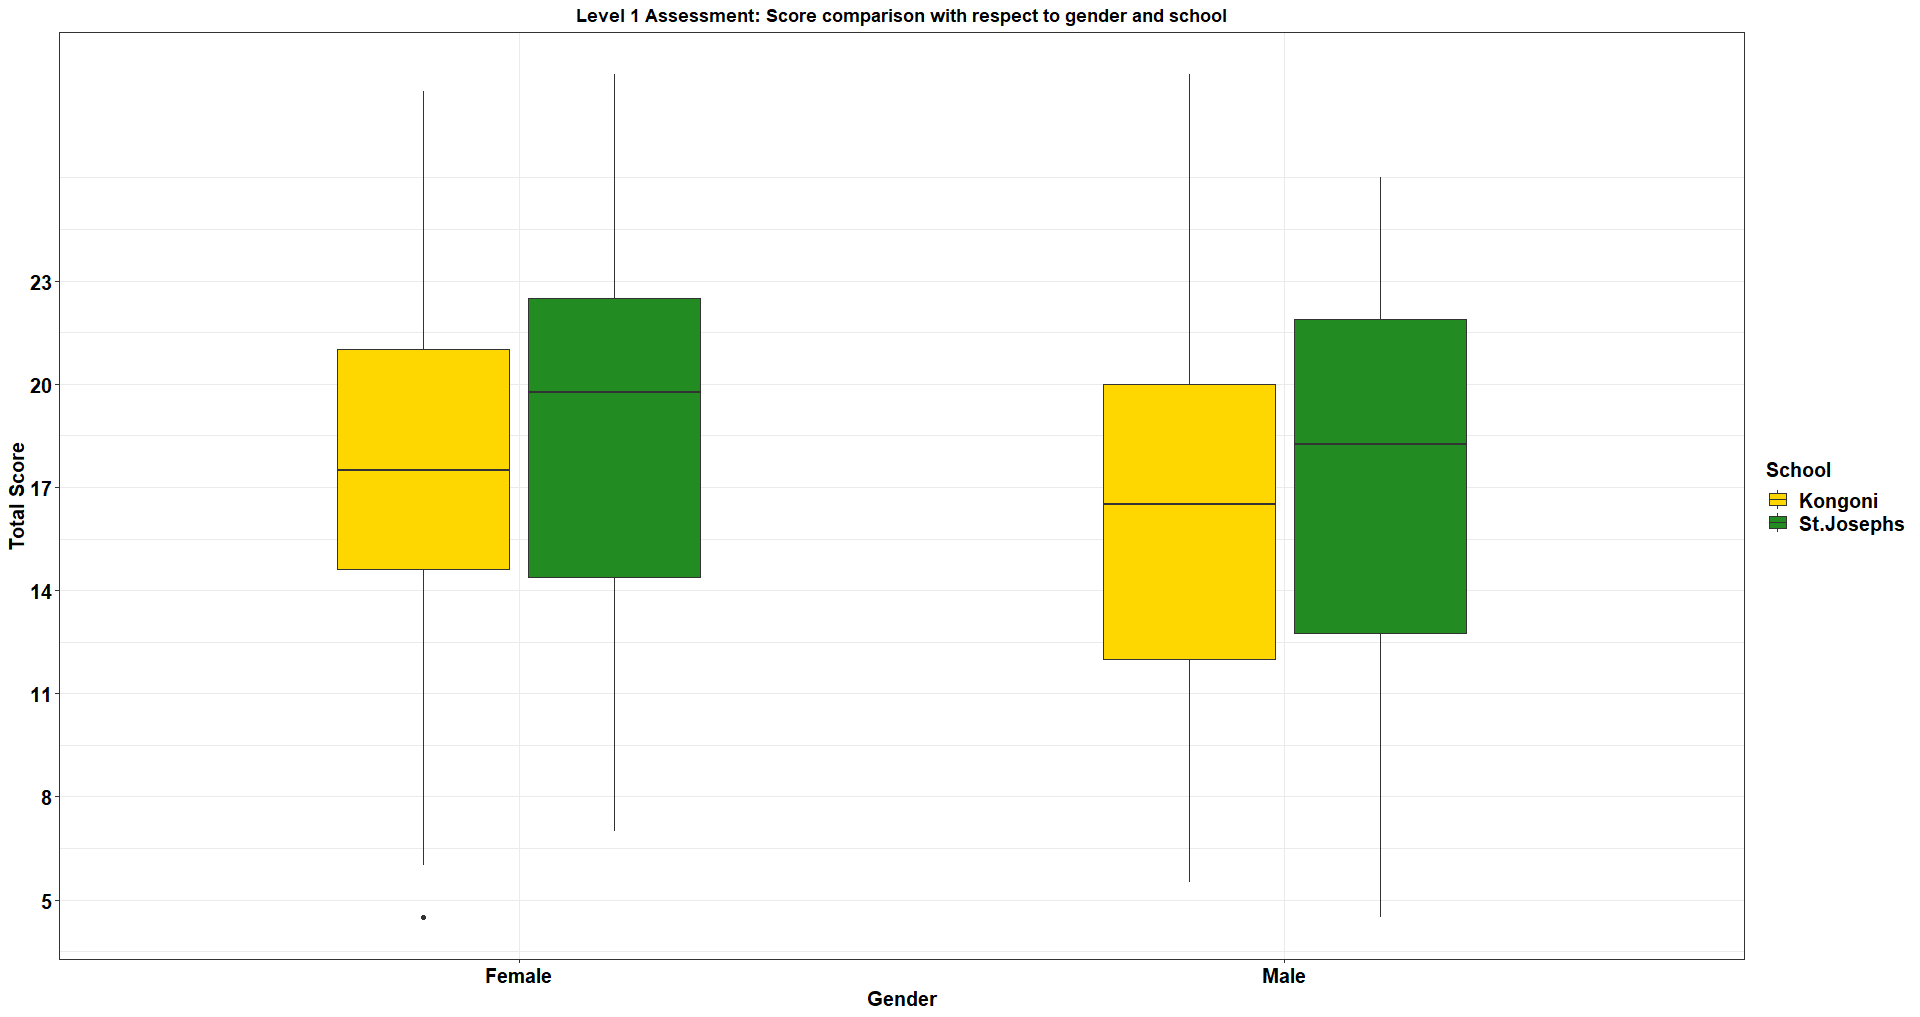 Level 1 Assessment: Score comparison with respect to gender and school
Total Score
23
20
17
14
11
8
5
Female
Male
Gender
School
Kongoni
St.Josephs